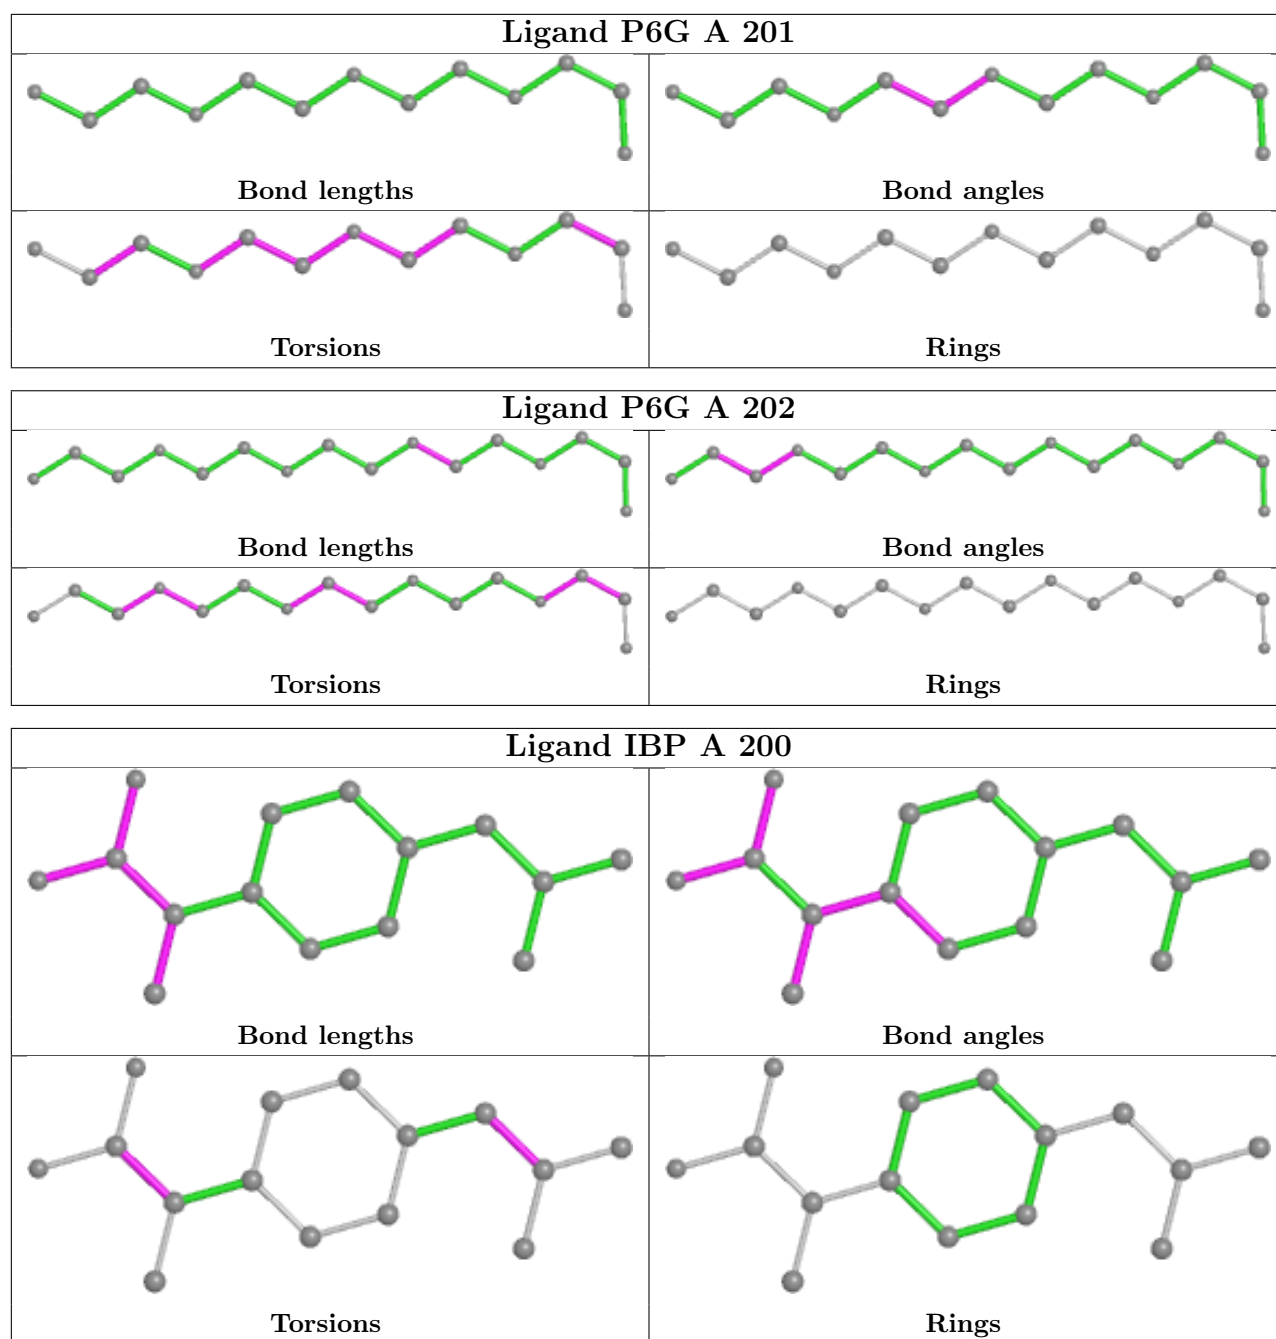 Ligand P6G A 201
Bond lengths
Bond angles
Torsions
Rings
Ligand P6G A 202
Bond lengths
Bond angles
Torsions
Rings
Ligand IBP A 200
Bond lengths
Bond angles
Torsions
Rings